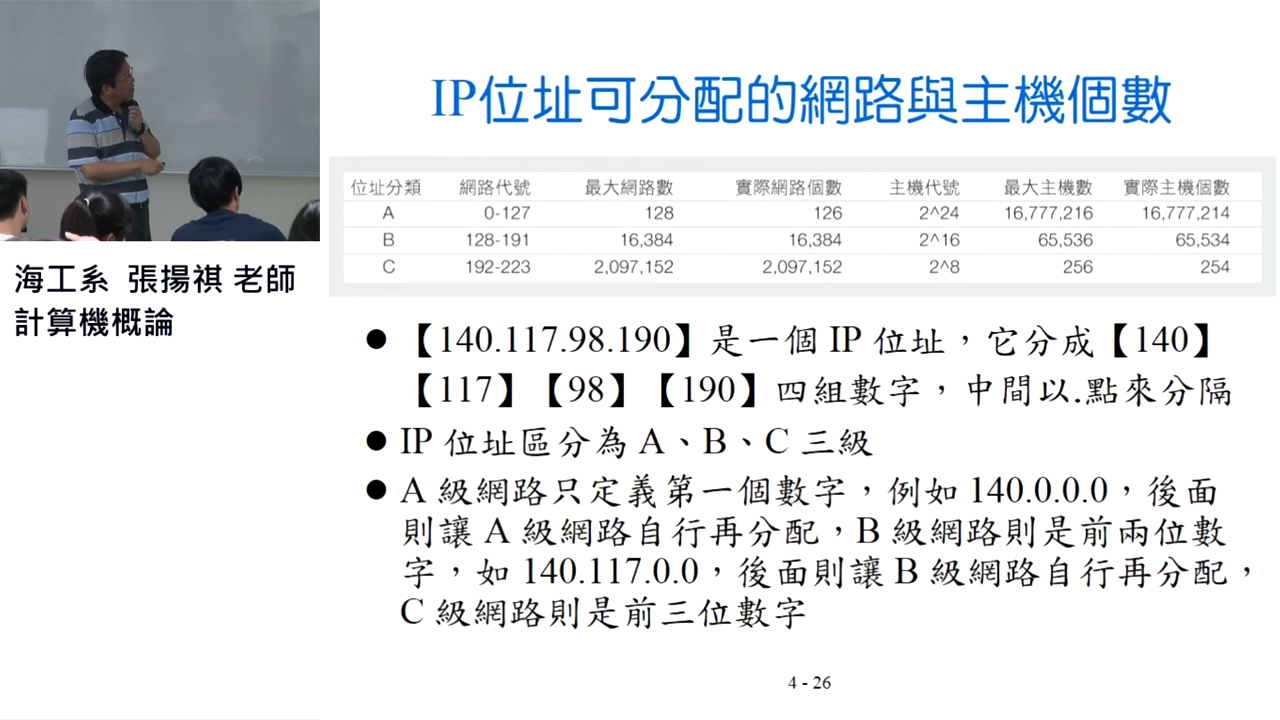 海工系 張揚祺 老師
計算機概論
IP位址可分配的網路與主機個數
位址分類 網路代號 最大網路數 實際網路個數 主機代號 最大主機數 實際主機個數
A 0-127 128 126 2^24 16,777,216 16,777,214
B 128-191 16,384 16,384 2^16 65,536 65,534
C 192-223 2,097,152 2,097,152 2^8 256 254
● 【140.117.98.190】是一個 IP 位址，它分成【140】
【117】【98】【190】四組數字，中間以.點來分隔
● IP 位址區分為 A、B、C 三級
● A 級網路只定義第一個數字，例如 140.0.0.0，後面
則讓 A 級網路自行再分配，B 級網路則是前兩位數
字，如 140.117.0.0，後面則讓 B 級網路自行再分配，
C 級網路則是前三位數字
4 - 26